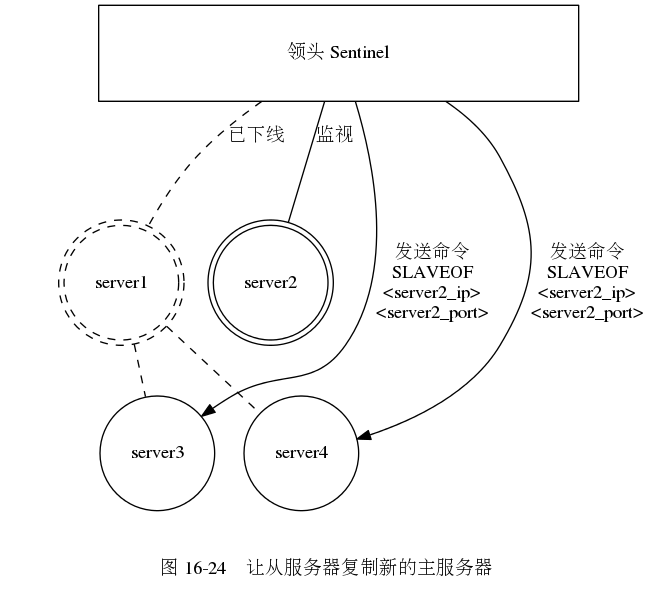 领头 Sentinel
已下线
监视
server1
server2
发送命令
SLAVEOF
<server2_ip>
<server2_port>
发送命令
SLAVEOF
<server2_ip>
<server2_port>
server3
server4
图 16-24 让从服务器复制新的主服务器